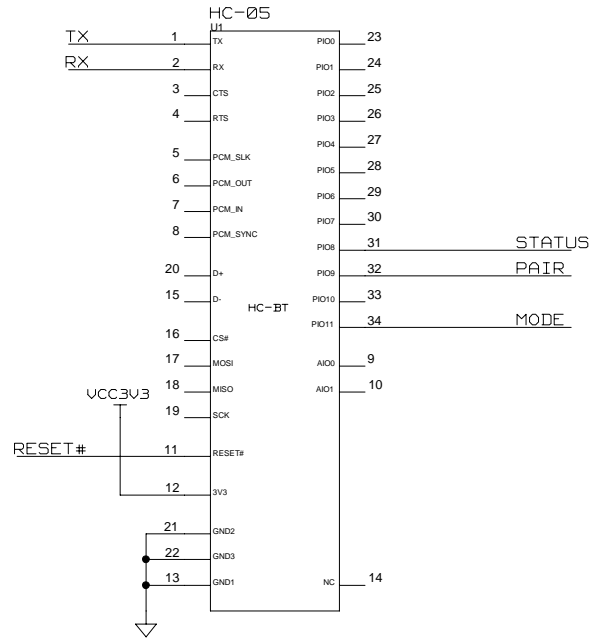 HC-05
U1
TX 1 TX PIO0 23
RX 2 RX PIO1 24
3 CTS PIO2 25
4 RTS PIO3 26
PIO4 27
5 PCM_SLK PIO5 28
6 PCM_OUT PIO6 29
7 PCM_IN PIO7 30
8 PCM_SYNC PIO8 31 STATUS
20 D+ PIO9 32 PAIR
15 D- PIO10 33
HC-BT
PIO11 34 MODE
16 CS#
17 MOSI AIO0 9
18 MISO AIO1 10
VCC3V3
19 SCK
RESET# 11 RESET#
12 3V3
21 GND2
22 GND3
13 GND1 NC 14